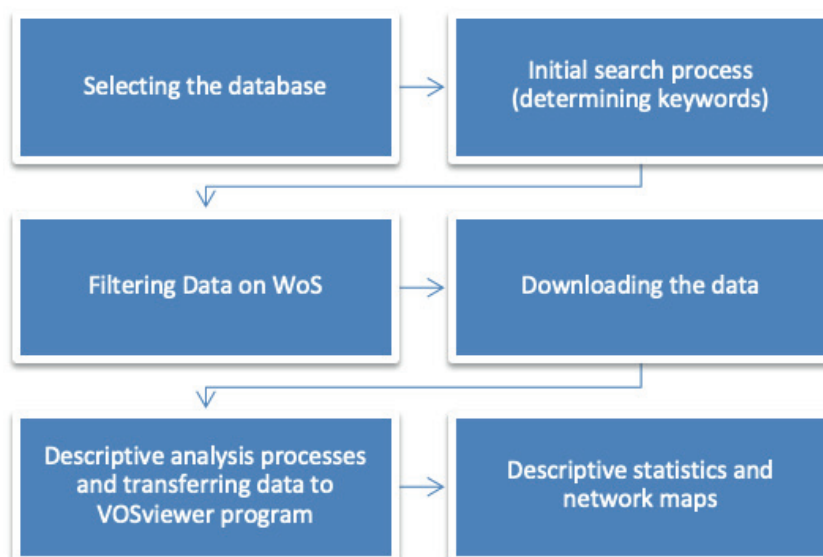 Selecting the database
Initial search process
(determining keywords)
Filtering Data on WoS
Downloading the data
Descriptive analysis processes
and transferring data to
VOSviewer program
Descriptive statistics and
network maps